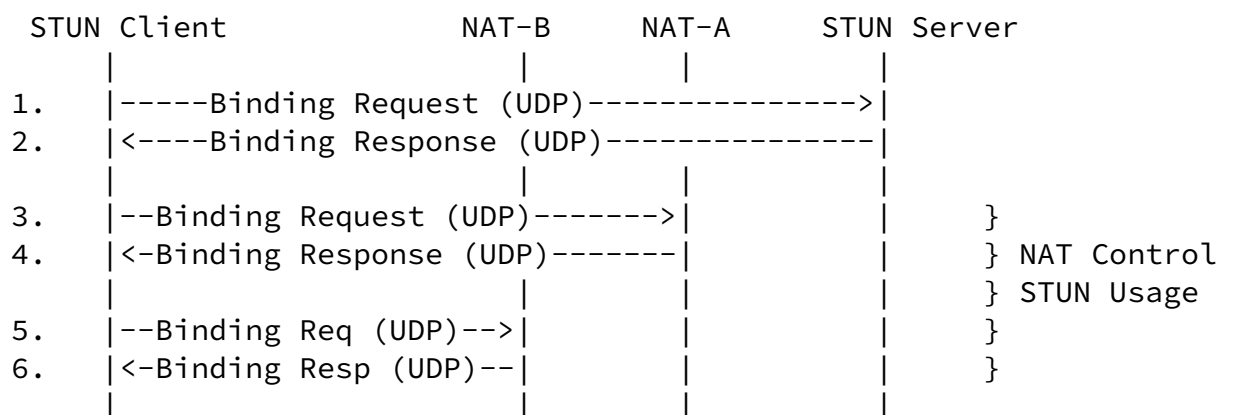 STUN Client              NAT-B      NAT-A      STUN Server
      |                        |         |           |
1.    |-----Binding Request (UDP)--------------->|
2.    |<----Binding Response (UDP)---------------|
      |                        |         |           |
3.    |--Binding Request (UDP)------->|           |      }
4.    |<-Binding Response (UDP)-------|           |      } NAT Control
      |                        |         |           |      } STUN Usage
5.    |--Binding Req (UDP)-->|         |           |      }
6.    |<-Binding Resp (UDP)--|         |           |      }
      |                        |         |           |